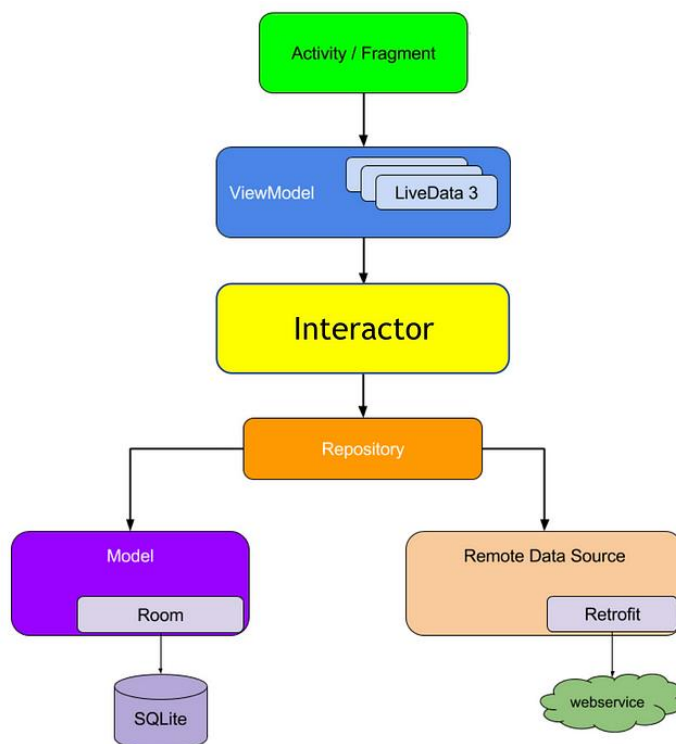 Activity / Fragment
ViewModel
LiveData 3
Interactor
Repository
Model
Room
SQLite
Remote Data Source
Retrofit
webservice